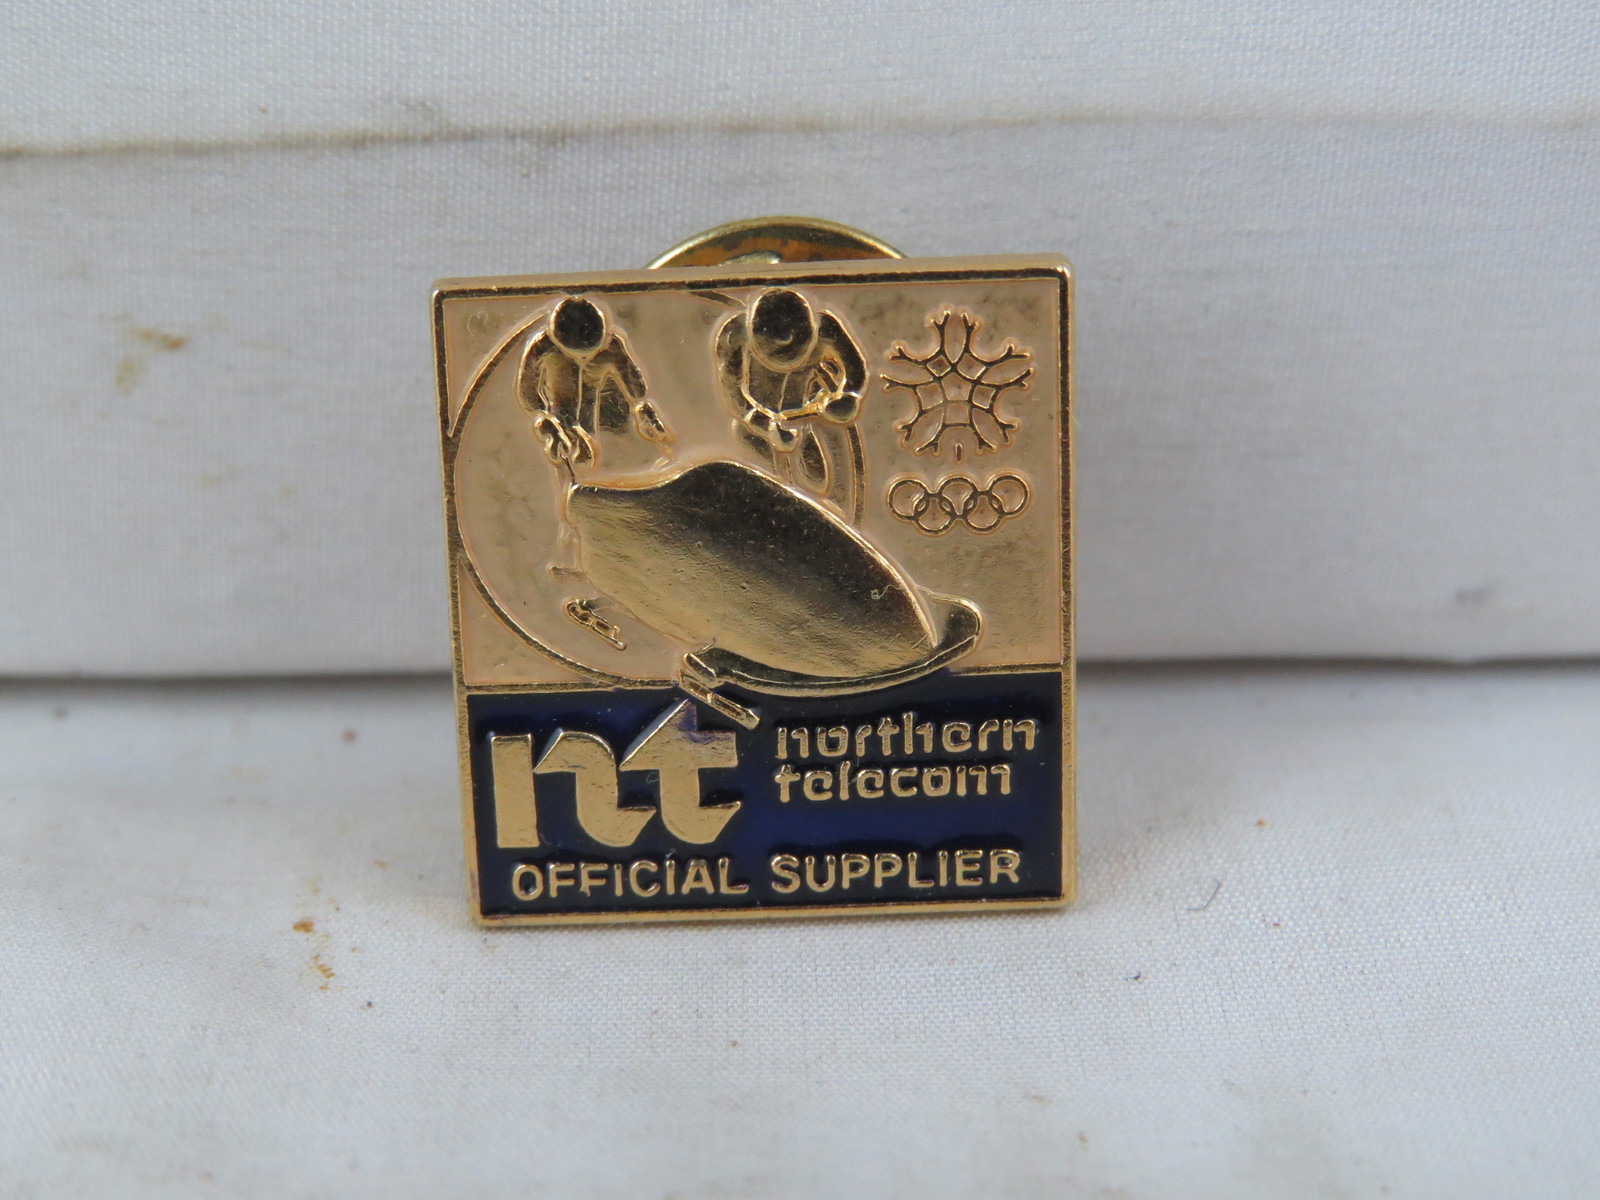 nt
northern
telecom
OFFICIAL SUPPLIER